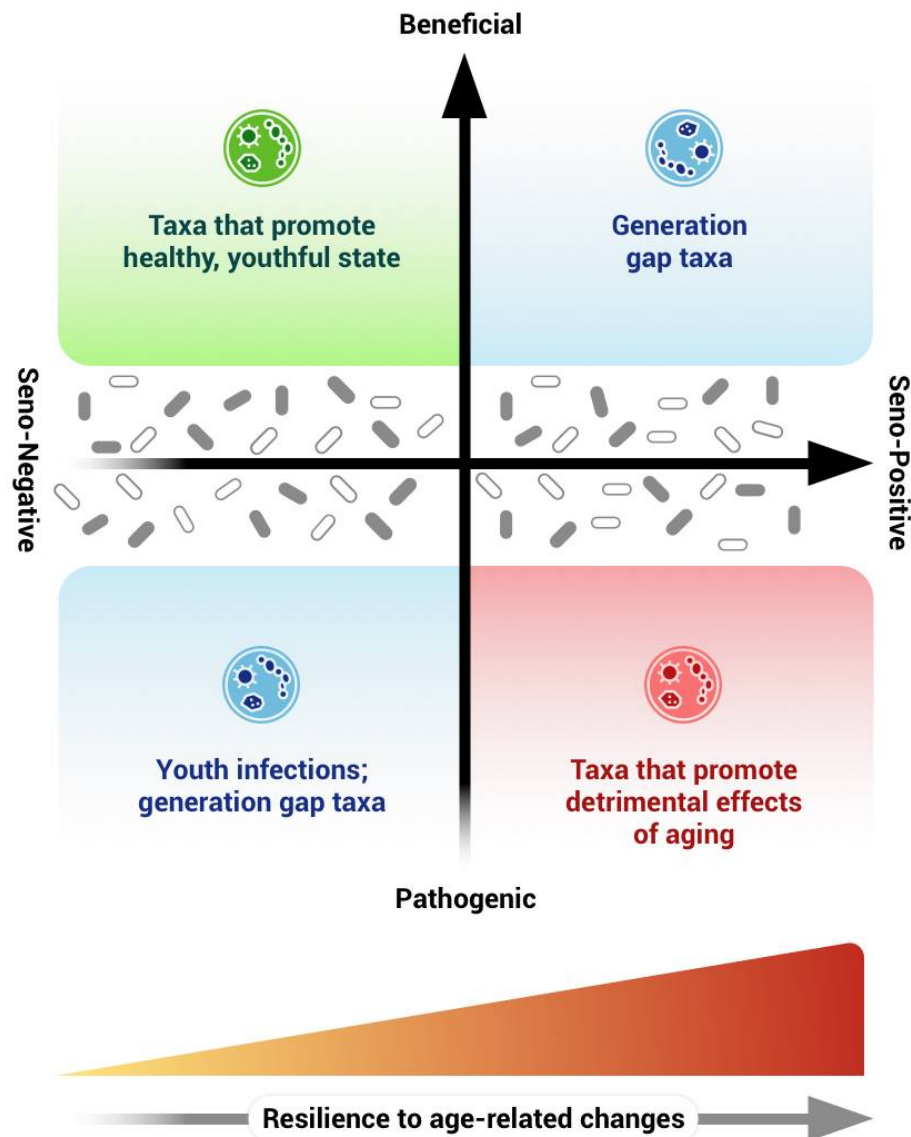 Beneficial
Taxa that promote
healthy, youthful state
Generation
gap taxa
Seno-Negative
Seno-Positive
Youth infections;
generation gap taxa
Taxa that promote
detrimental effects
of aging
Pathogenic
Resilience to age-related changes